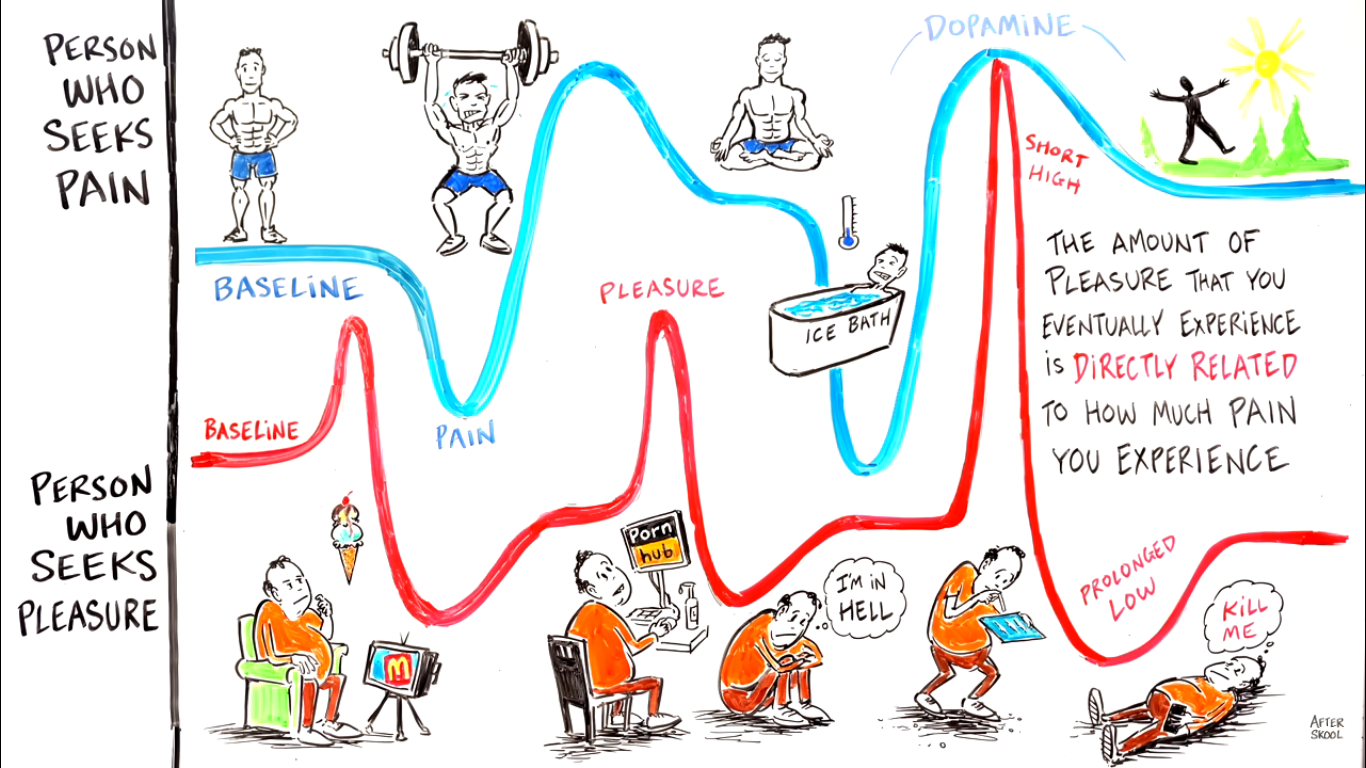 PERSON
WHO
SEEKS
PAIN
DOPAMINE
BASELINE
PAIN
PLEASURE
ICE BATH
SHORT
HIGH
THE AMOUNT OF
PLEASURE THAT YOU
EVENTUALLY EXPERIENCE
is DIRECTLY RELATED
TO HOW MUCH PAIN
YOU EXPERIENCE
BASELINE
PERSON
WHO
SEEKS
PLEASURE
M
Porn
hub
I'M IN
HELL
PROLONGED
LOW
KiLL
ME
AFTER
SKOOL